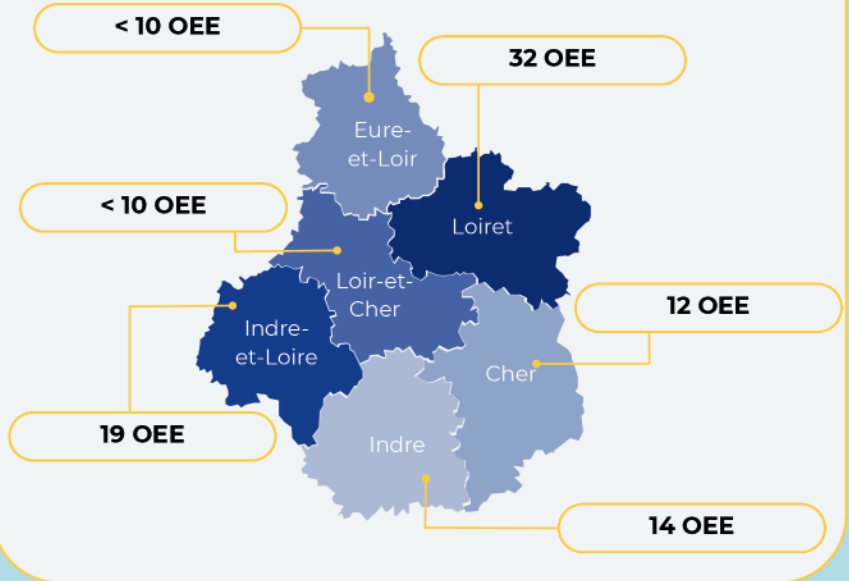 < 10 OEE
32 OEE
Eure-
et-Loir
< 10 OEE
Loiret
Loir-et-
Cher
12 OEE
Indre-
et-Loire
Cher
19 OEE
Indre
14 OEE